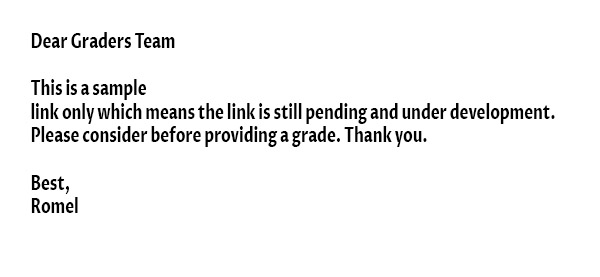 Dear Graders Team
This is a sample
link only which means the link is still pending and under development.
Please consider before providing a grade. Thank you.
Best,
Romel